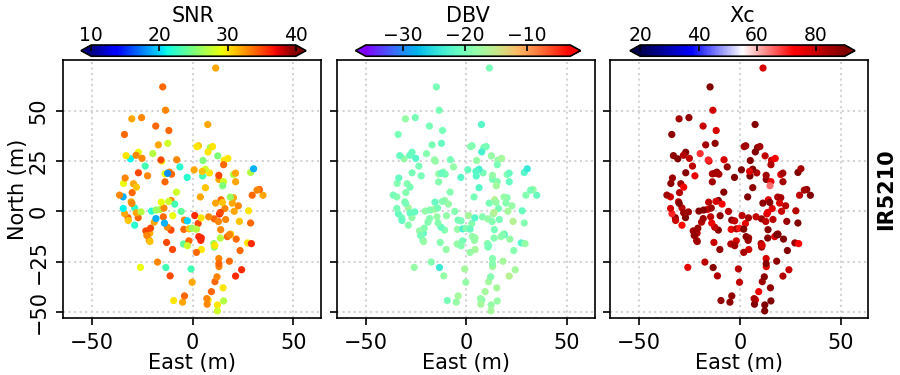 SNR DBV Xc
10 20 30 40 −30 −20 −10 20 40 60 80
50
25
0
−25
−50
North (m)
−50 0 50 −50 0 50 −50 0 50
East (m) East (m) East (m)
IR5210